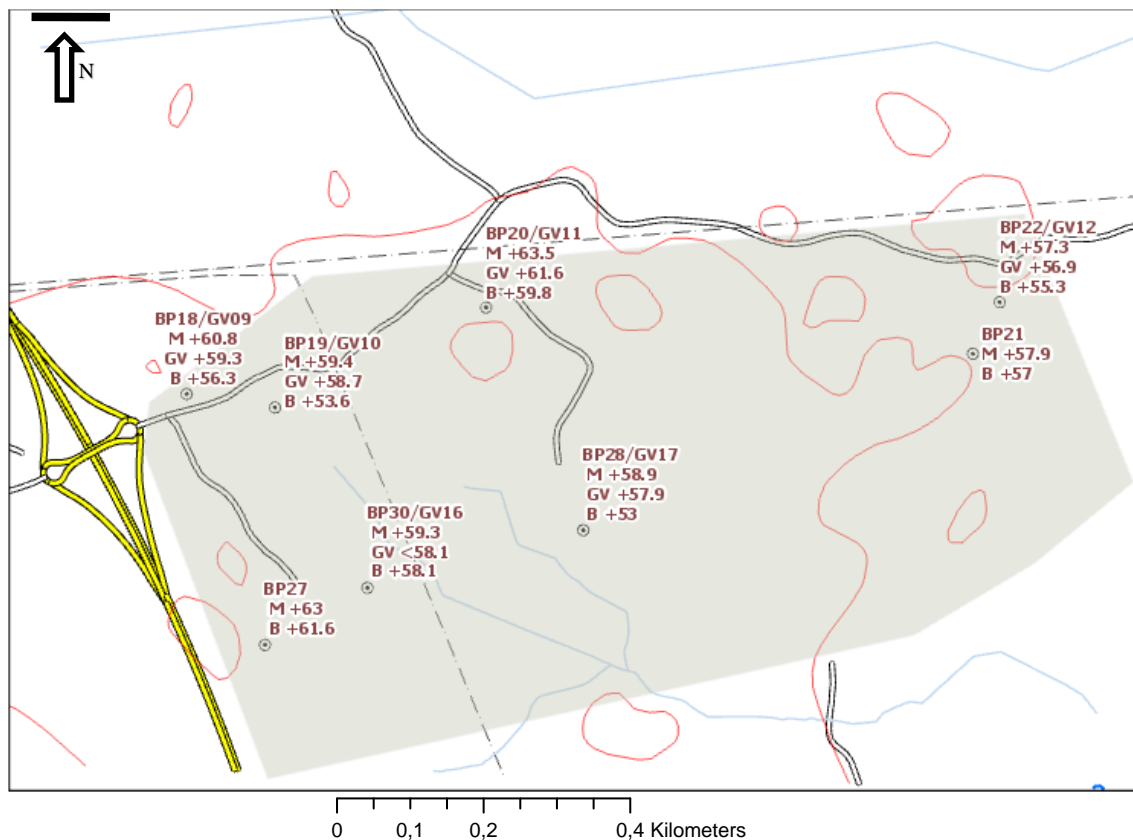 N
BP20/GV11
M +63.5
GV +61.6
B +59.8
BP22/GV12
M +57.3
GV +56.9
B +55.3
BP18/GV09
M +60.8
GV +59.3
B +56.3
BP19/GV10
M +59.4
GV +58.7
B +53.6
BP21
M +57.9
B +57
BP28/GV17
M +58.9
GV +57.9
B +53
BP30/GV16
M +59.3
GV <58.1
B +58.1
BP27
M +63
B +61.6
0 0,1 0,2 0,4 Kilometers